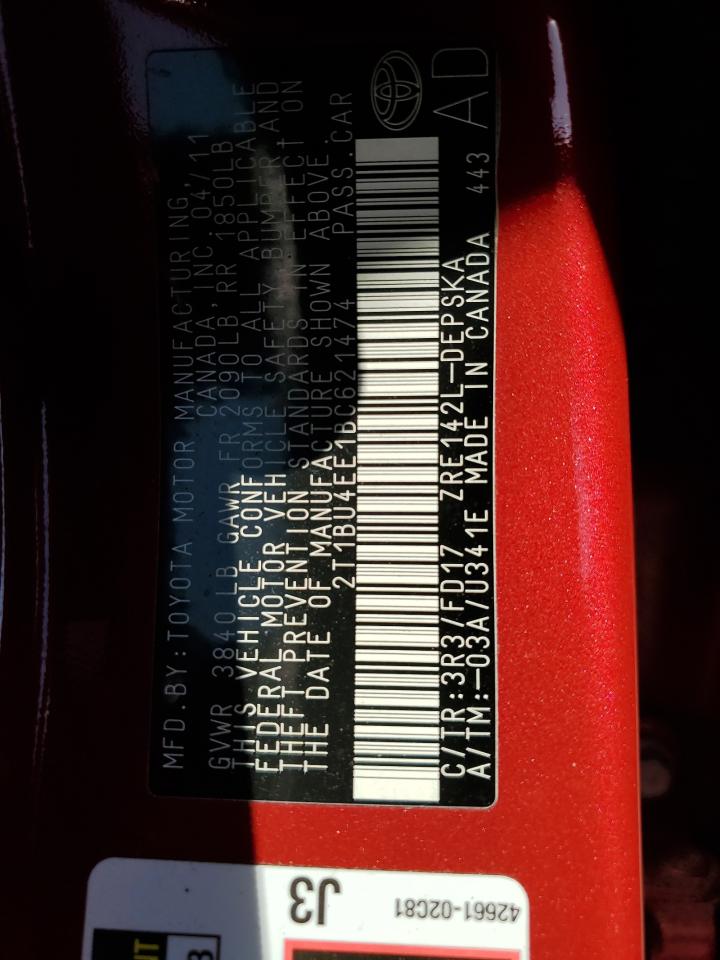 MFD.BY:TOYOTA MOTOR MANUFACTURING,
CANADA, INC. 04/11
GVWR 3840 LB GAWR FR 2090LB RR 1850LB
THIS VEHICLE CONFORMS TO ALL APPLICABLE
FEDERAL MOTOR VEHICLE SAFETY BUMPER AND
THEFT PREVENTION STANDARDS IN EFFECT ON
THE DATE OF MANUFACTURE SHOWN ABOVE.
2T1BU4EE1BC621474 PASS.CAR
C/TR:3R3/FD17 ZRE142L-DEPSKA
A/TM:-03A/U341E MADE IN CANADA 443
AD
J3
42661-02C81